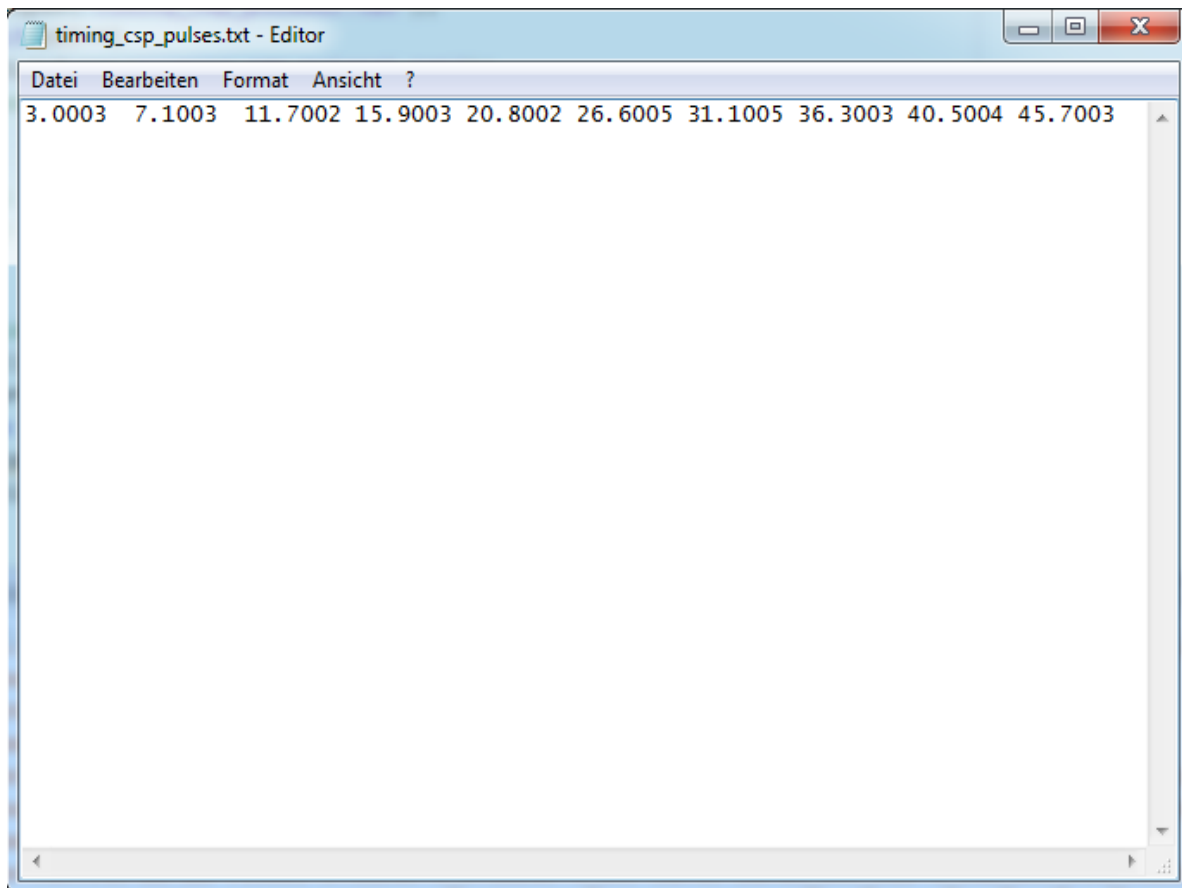 timing_csp_pulses.txt - Editor
Datei Bearbeiten Format Ansicht ?
3.0003 7.1003 11.7002 15.9003 20.8002 26.6005 31.1005 36.3003 40.5004 45.7003